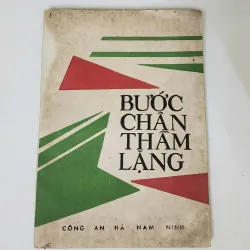 BƯỚC
CHÂN
THẦM
LẶNG
CÔNG AN HÀ NAM NINH